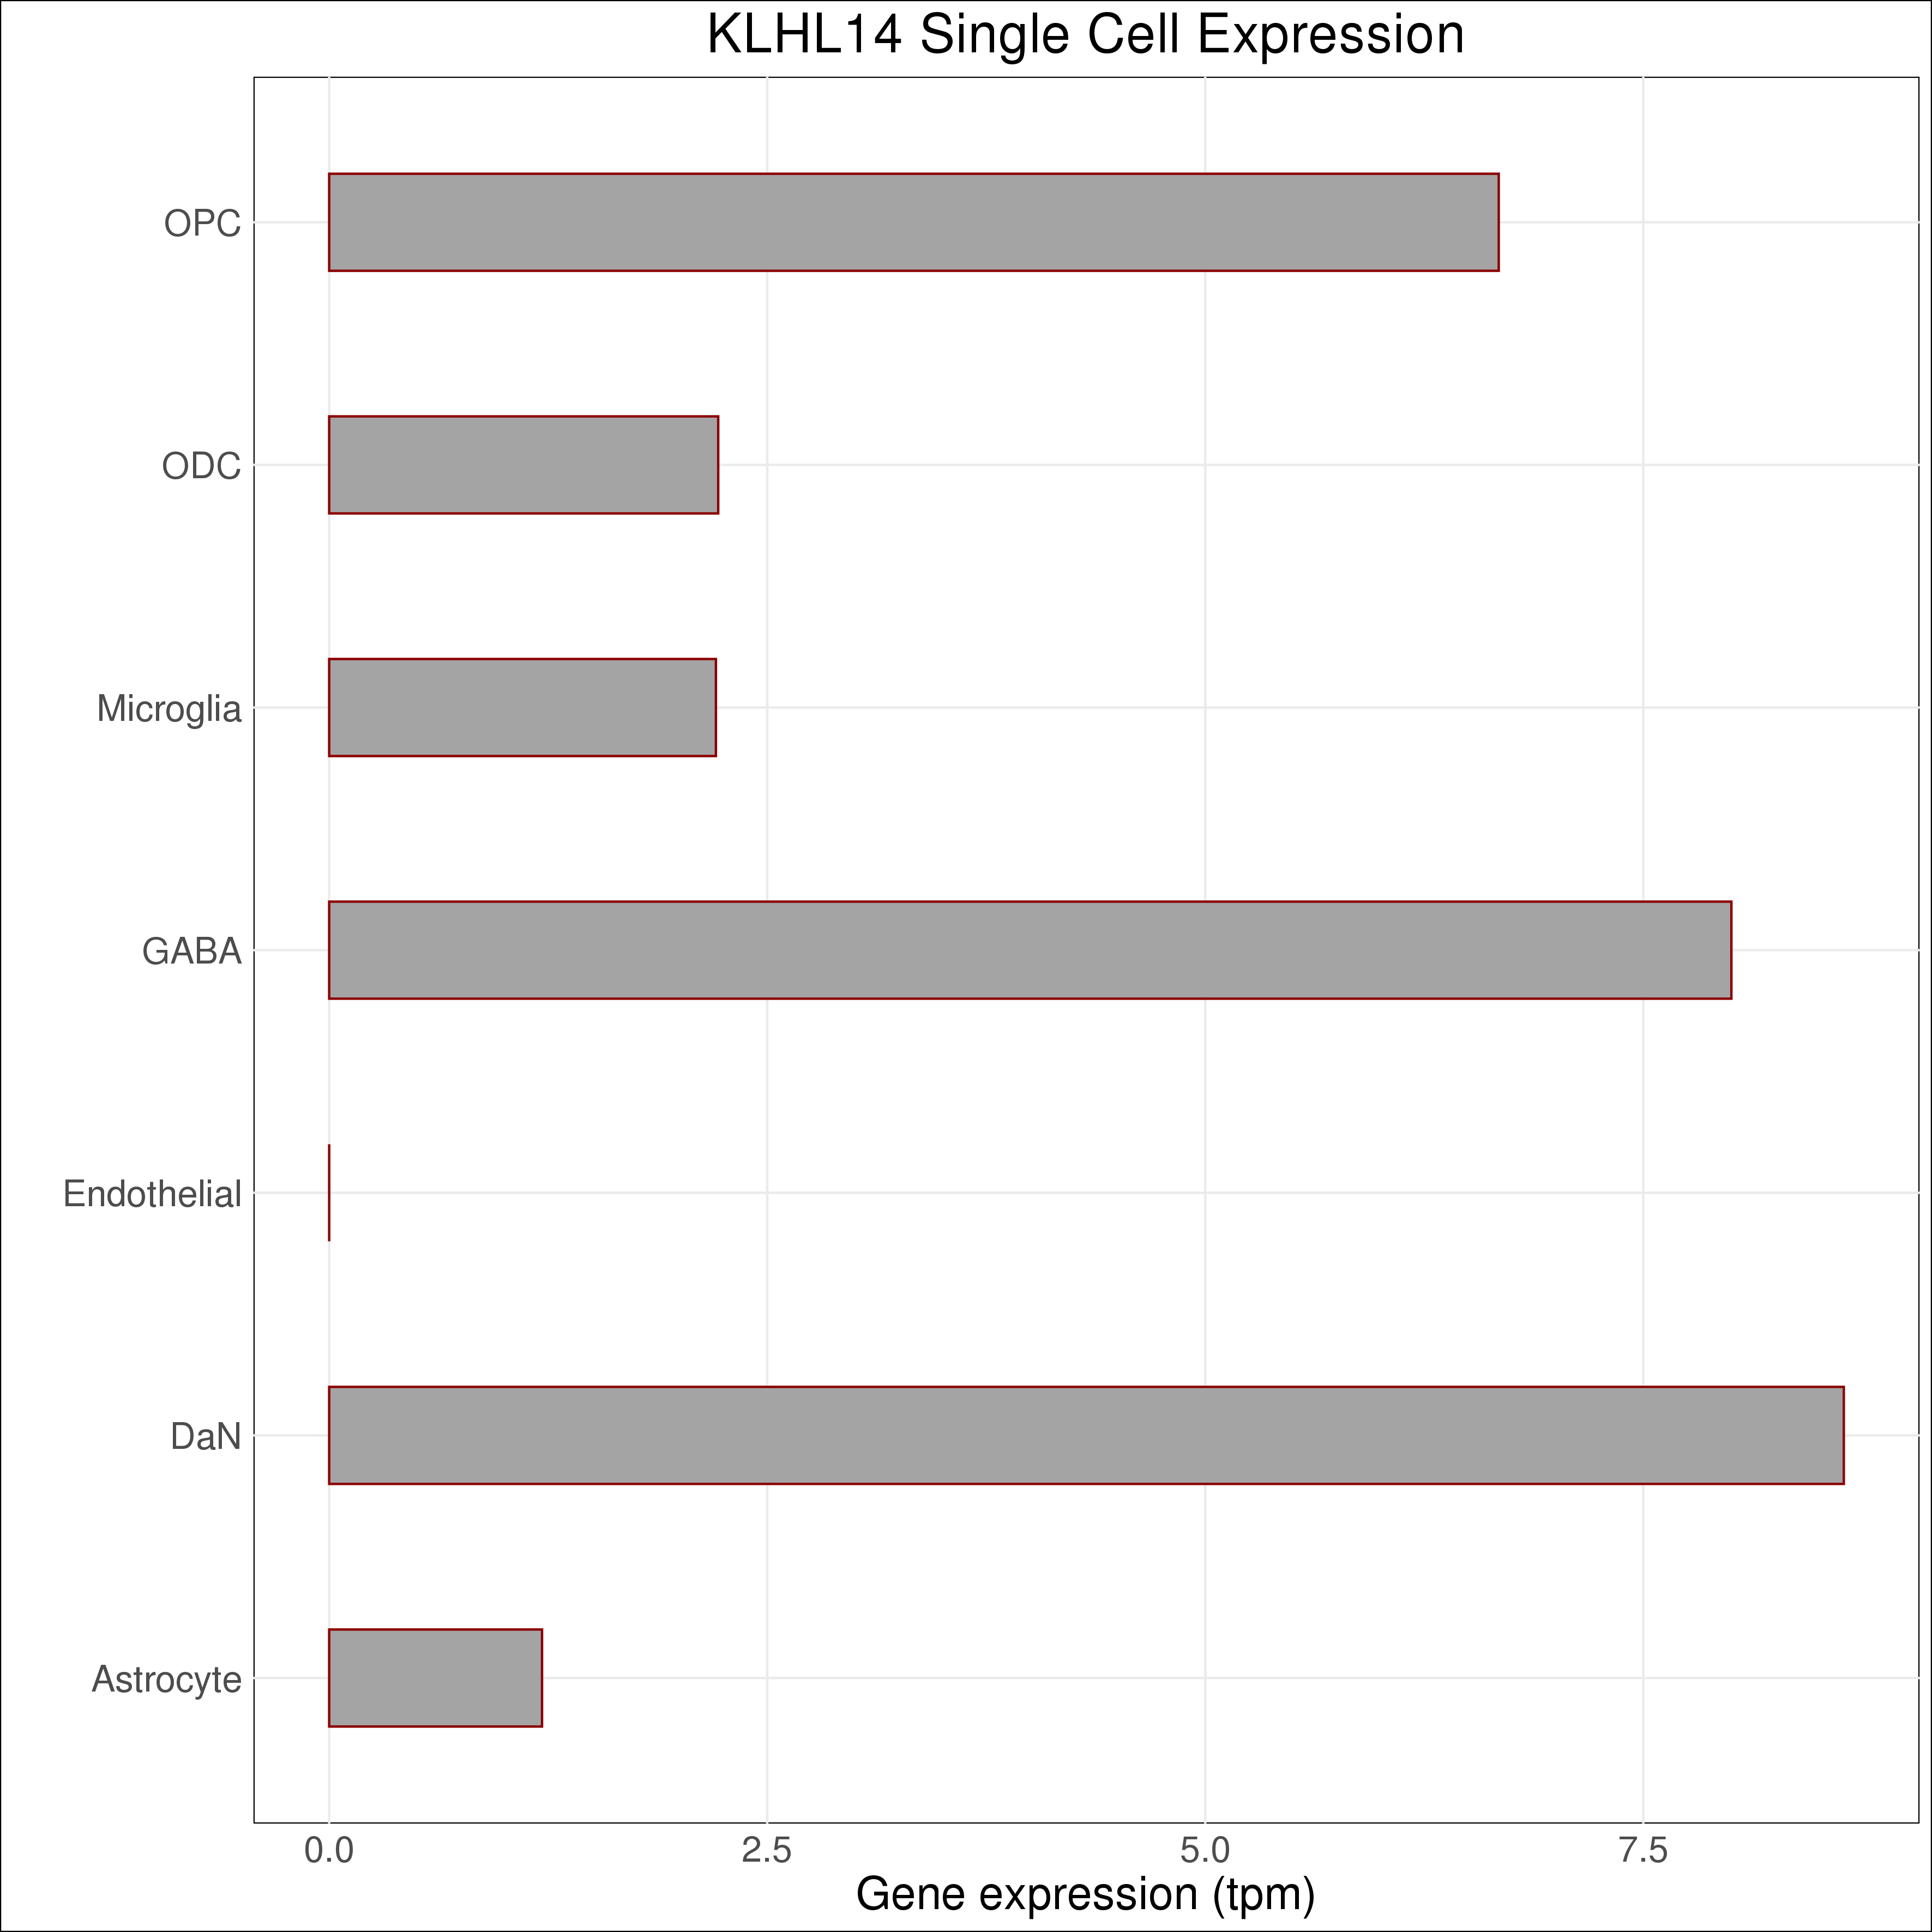 KLHL14 Single Cell Expression
OPC
ODC
Microglia
GABA
Endothelial
DaN
Astrocyte
0.0 2.5 5.0 7.5
Gene expression (tpm)